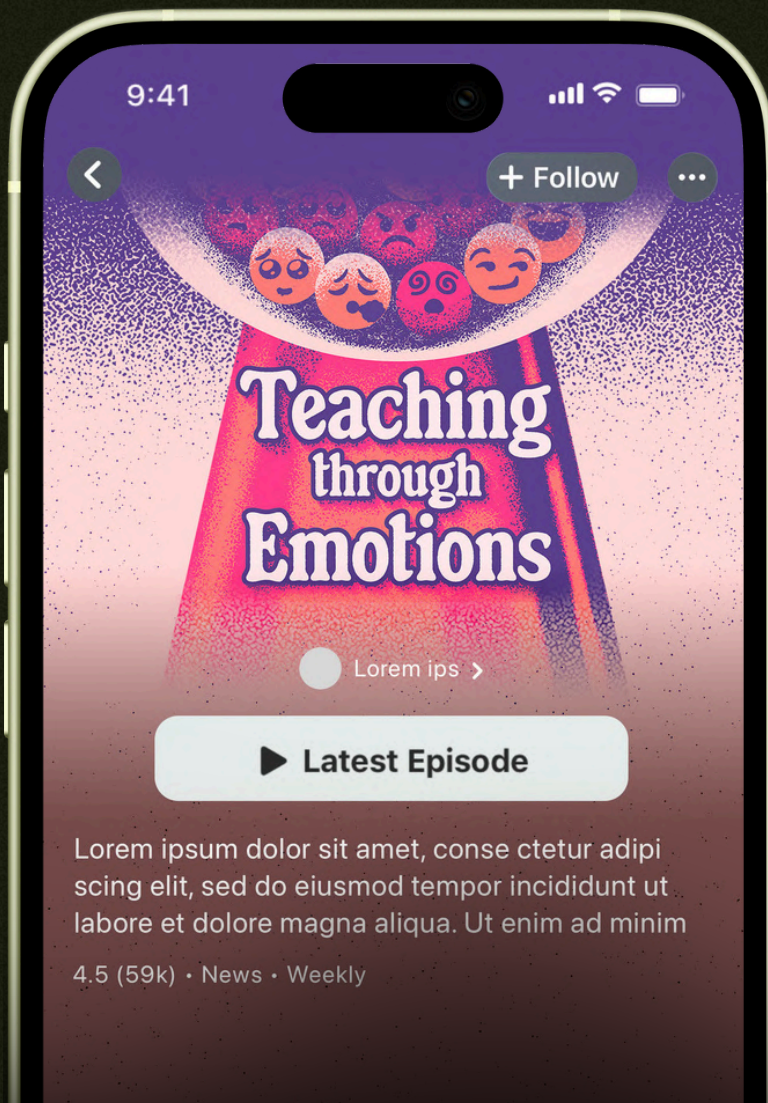 9:41
+ Follow
Teaching
through
Emotions
Lorem ips
Latest Episode
Lorem ipsum dolor sit amet, conse ctetur adipi
scing elit, sed do eiusmod tempor incididunt ut
labore et dolore magna aliqua. Ut enim ad minim
4.5 (59k) • News • Weekly